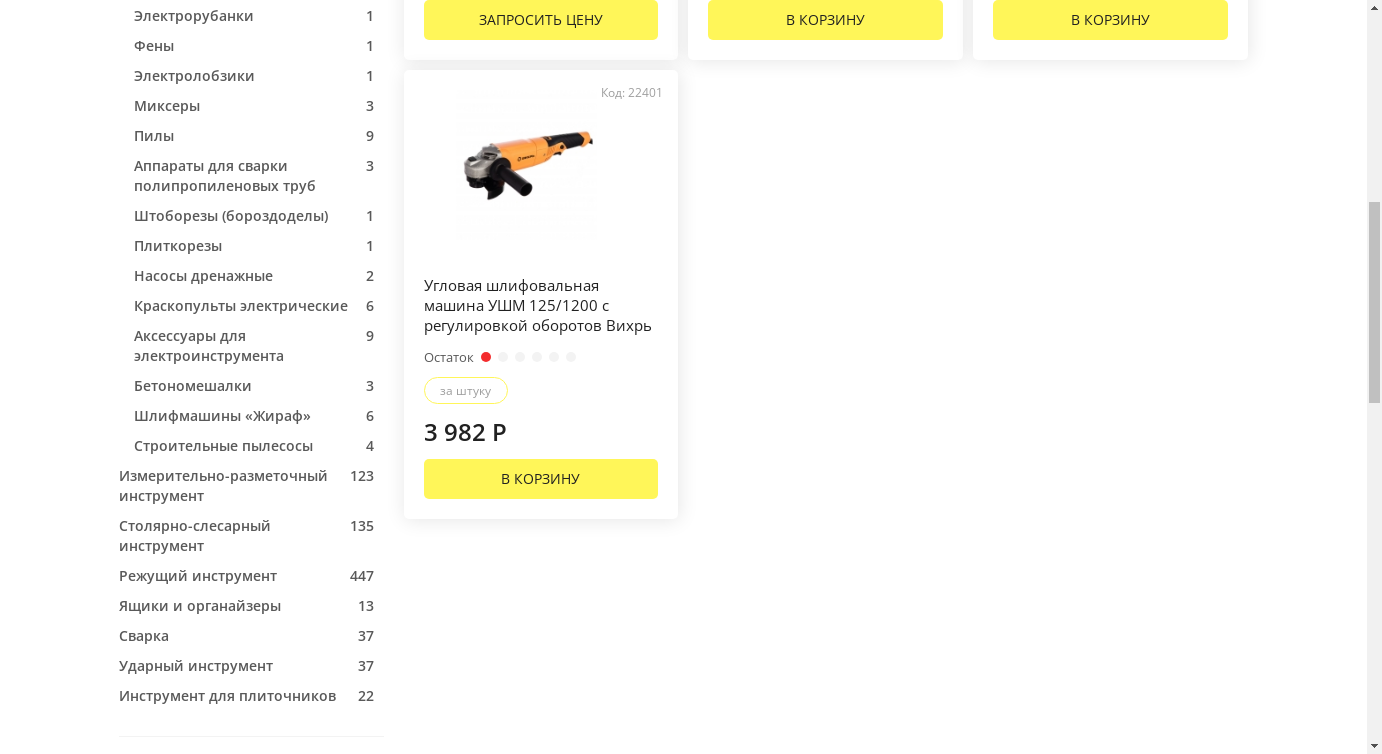 Электрорубанки 1
Фены 1
Электролобзики 1
Миксеры 3
Пилы 9
Аппараты для сварки 3
полипропиленовых труб
Штоборезы (бороздоделы) 1
Плиткорезы 1
Насосы дренажные 2
Краскопульты электрические 6
Аксессуары для 9
электроинструмента
Бетономешалки 3
Шлифмашины «Жираф» 6
Строительные пылесосы 4
Измерительно-разметочный 123
инструмент
Столярно-слесарный 135
инструмент
Режущий инструмент 447
Ящики и органайзеры 13
Сварка 37
Ударный инструмент 37
Инструмент для плиточников 22
ЗАПРОСИТЬ ЦЕНУ
В КОРЗИНУ
В КОРЗИНУ
Код: 22401
Угловая шлифовальная
машина УШМ 125/1200 с
регулировкой оборотов Вихрь
Остаток
за штуку
3 982 Р
В КОРЗИНУ